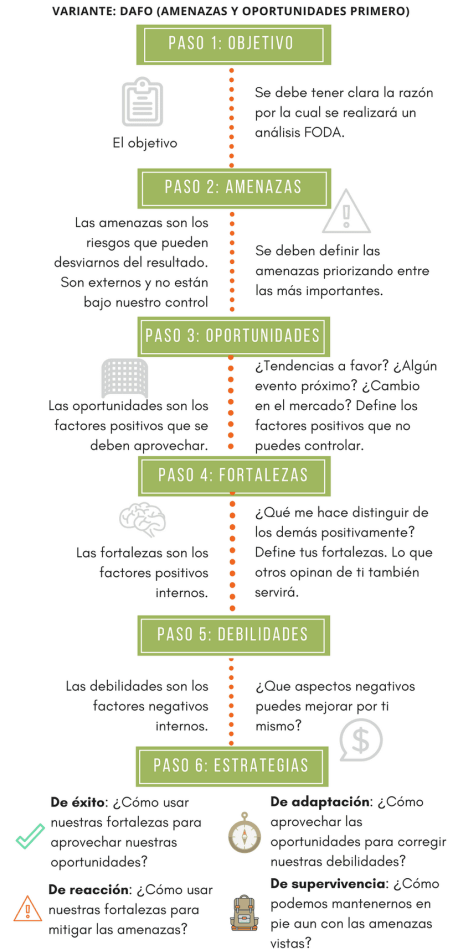 VARIANTE: DAFO (AMENAZAS Y OPORTUNIDADES PRIMERO)
PASO 1: OBJETIVO
El objetivo
Se debe tener clara la razón
por la cual se realizará un
análisis FODA.
PASO 2: AMENAZAS
Las amenazas son los
riesgos que pueden
desviarnos del resultado.
Son externos y no están
bajo nuestro control
Se deben definir las
amenazas priorizando entre
las más importantes.
PASO 3: OPORTUNIDADES
Las oportunidades son los
factores positivos que se
deben aprovechar.
¿Tendencias a favor? ¿Algún
evento próximo? ¿Cambio
en el mercado? Define los
factores positivos que no
puedes controlar.
PASO 4: FORTALEZAS
Las fortalezas son los
factores positivos
internos.
¿Qué me hace distinguir de
los demás positivamente?
Define tus fortalezas. Lo que
otros opinan de ti también
servirá.
PASO 5: DEBILIDADES
Las debilidades son los
factores negativos
internos.
¿Que aspectos negativos
puedes mejorar por ti
mismo?
$
PASO 6: ESTRATEGIAS
De éxito: ¿Cómo usar
nuestras fortalezas para
aprovechar nuestras
oportunidades?
De adaptación: ¿Cómo
aprovechar las
oportunidades para corregir
nuestras debilidades?
De reacción: ¿Cómo usar
nuestras fortalezas para
mitigar las amenazas?
De supervivencia: ¿Cómo
podemos mantenernos en
pie aun con las amenazas
vistas?